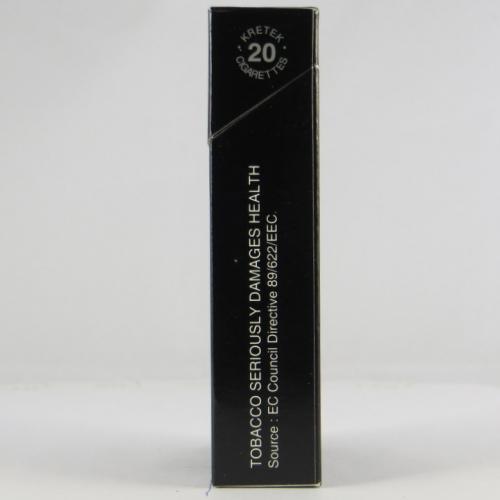 KRETEK
20
CIGARETTES
TOBACCO SERIOUSLY DAMAGES HEALTH
Source : EC Council Directive 89/622/EEC.